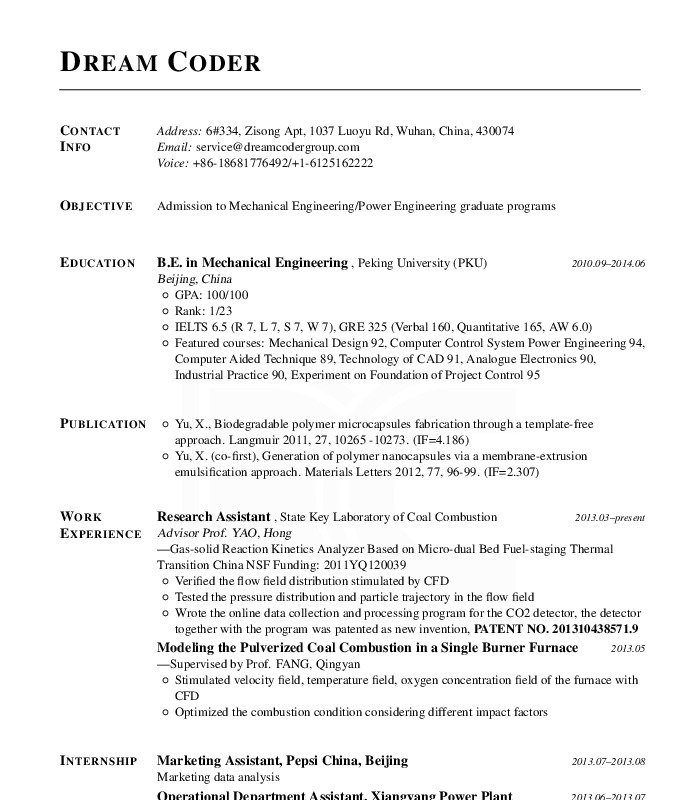 DREAM CODER
CONTACT INFO
Address: 6#334, Zisong Apt, 1037 Luoyu Rd, Wuhan, China, 430074
Email: service@dreamcodergroup.com
Voice: +86-18681776492/+1-6125162222
OBJECTIVE
Admission to Mechanical Engineering/Power Engineering graduate programs
EDUCATION
B.E. in Mechanical Engineering , Peking University (PKU) 2010.09–2014.06
Beijing, China
GPA: 100/100
Rank: 1/23
IELTS 6.5 (R 7, L 7, S 7, W 7), GRE 325 (Verbal 160, Quantitative 165, AW 6.0)
Featured courses: Mechanical Design 92, Computer Control System Power Engineering 94,
Computer Aided Technique 89, Technology of CAD 91, Analogue Electronics 90,
Industrial Practice 90, Experiment on Foundation of Project Control 95
PUBLICATION
Yu, X., Biodegradable polymer microcapsules fabrication through a template-free
approach. Langmuir 2011, 27, 10265 -10273. (IF=4.186)
Yu, X. (co-first), Generation of polymer nanocapsules via a membrane-extrusion
emulsification approach. Materials Letters 2012, 77, 96-99. (IF=2.307)
WORK EXPERIENCE
Research Assistant , State Key Laboratory of Coal Combustion 2013.03–present
Advisor Prof. YAO, Hong
—Gas-solid Reaction Kinetics Analyzer Based on Micro-dual Bed Fuel-staging Thermal
Transition China NSF Funding: 2011YQ120039
Verified the flow field distribution stimulated by CFD
Tested the pressure distribution and particle trajectory in the flow field
Wrote the online data collection and processing program for the CO2 detector, the detector
together with the program was patented as new invention, PATENT NO. 201310438571.9
Modeling the Pulverized Coal Combustion in a Single Burner Furnace 2013.05
—Supervised by Prof. FANG, Qingyan
Stimulated velocity field, temperature field, oxygen concentration field of the furnace with
CFD
Optimized the combustion condition considering different impact factors
INTERNSHIP
Marketing Assistant, Pepsi China, Beijing 2013.07–2013.08
Marketing data analysis
Operational Department Assistant, Xiangyang Power Plant 2013.06–2013.07